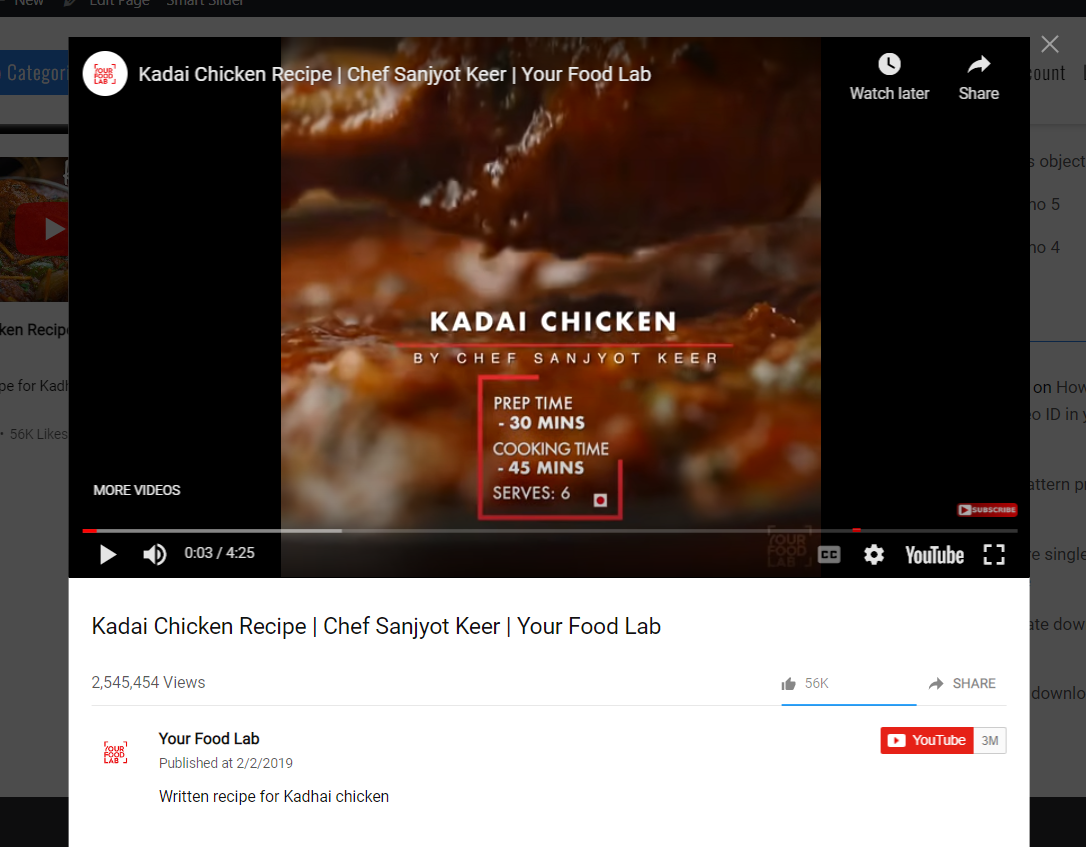 New
Edit Page
Smart Slider
Categori
count
YOUR
FOOD
LAB
Kadai Chicken Recipe | Chef Sanjyot Keer | Your Food Lab
Watch later
Share
s object
no 5
no 4
KADAI CHICKEN
BY CHEF SANJYOT KEER
PREP TIME
- 30 MINS
COOKING TIME
- 45 MINS
SERVES: 6
ken Recipe
pe for Kadh
• 56K Likes
on How
o ID in y
attern pr
e single
ate dow
downlo
MORE VIDEOS
SUBSCRIBE
YOUR
FOOD
LAB
0:03 / 4:25
CC
YouTube
Kadai Chicken Recipe | Chef Sanjyot Keer | Your Food Lab
2,545,454 Views
56K
SHARE
YOUR
FOOD
LAB
Your Food Lab
Published at 2/2/2019
YouTube
3M
Written recipe for Kadhai chicken